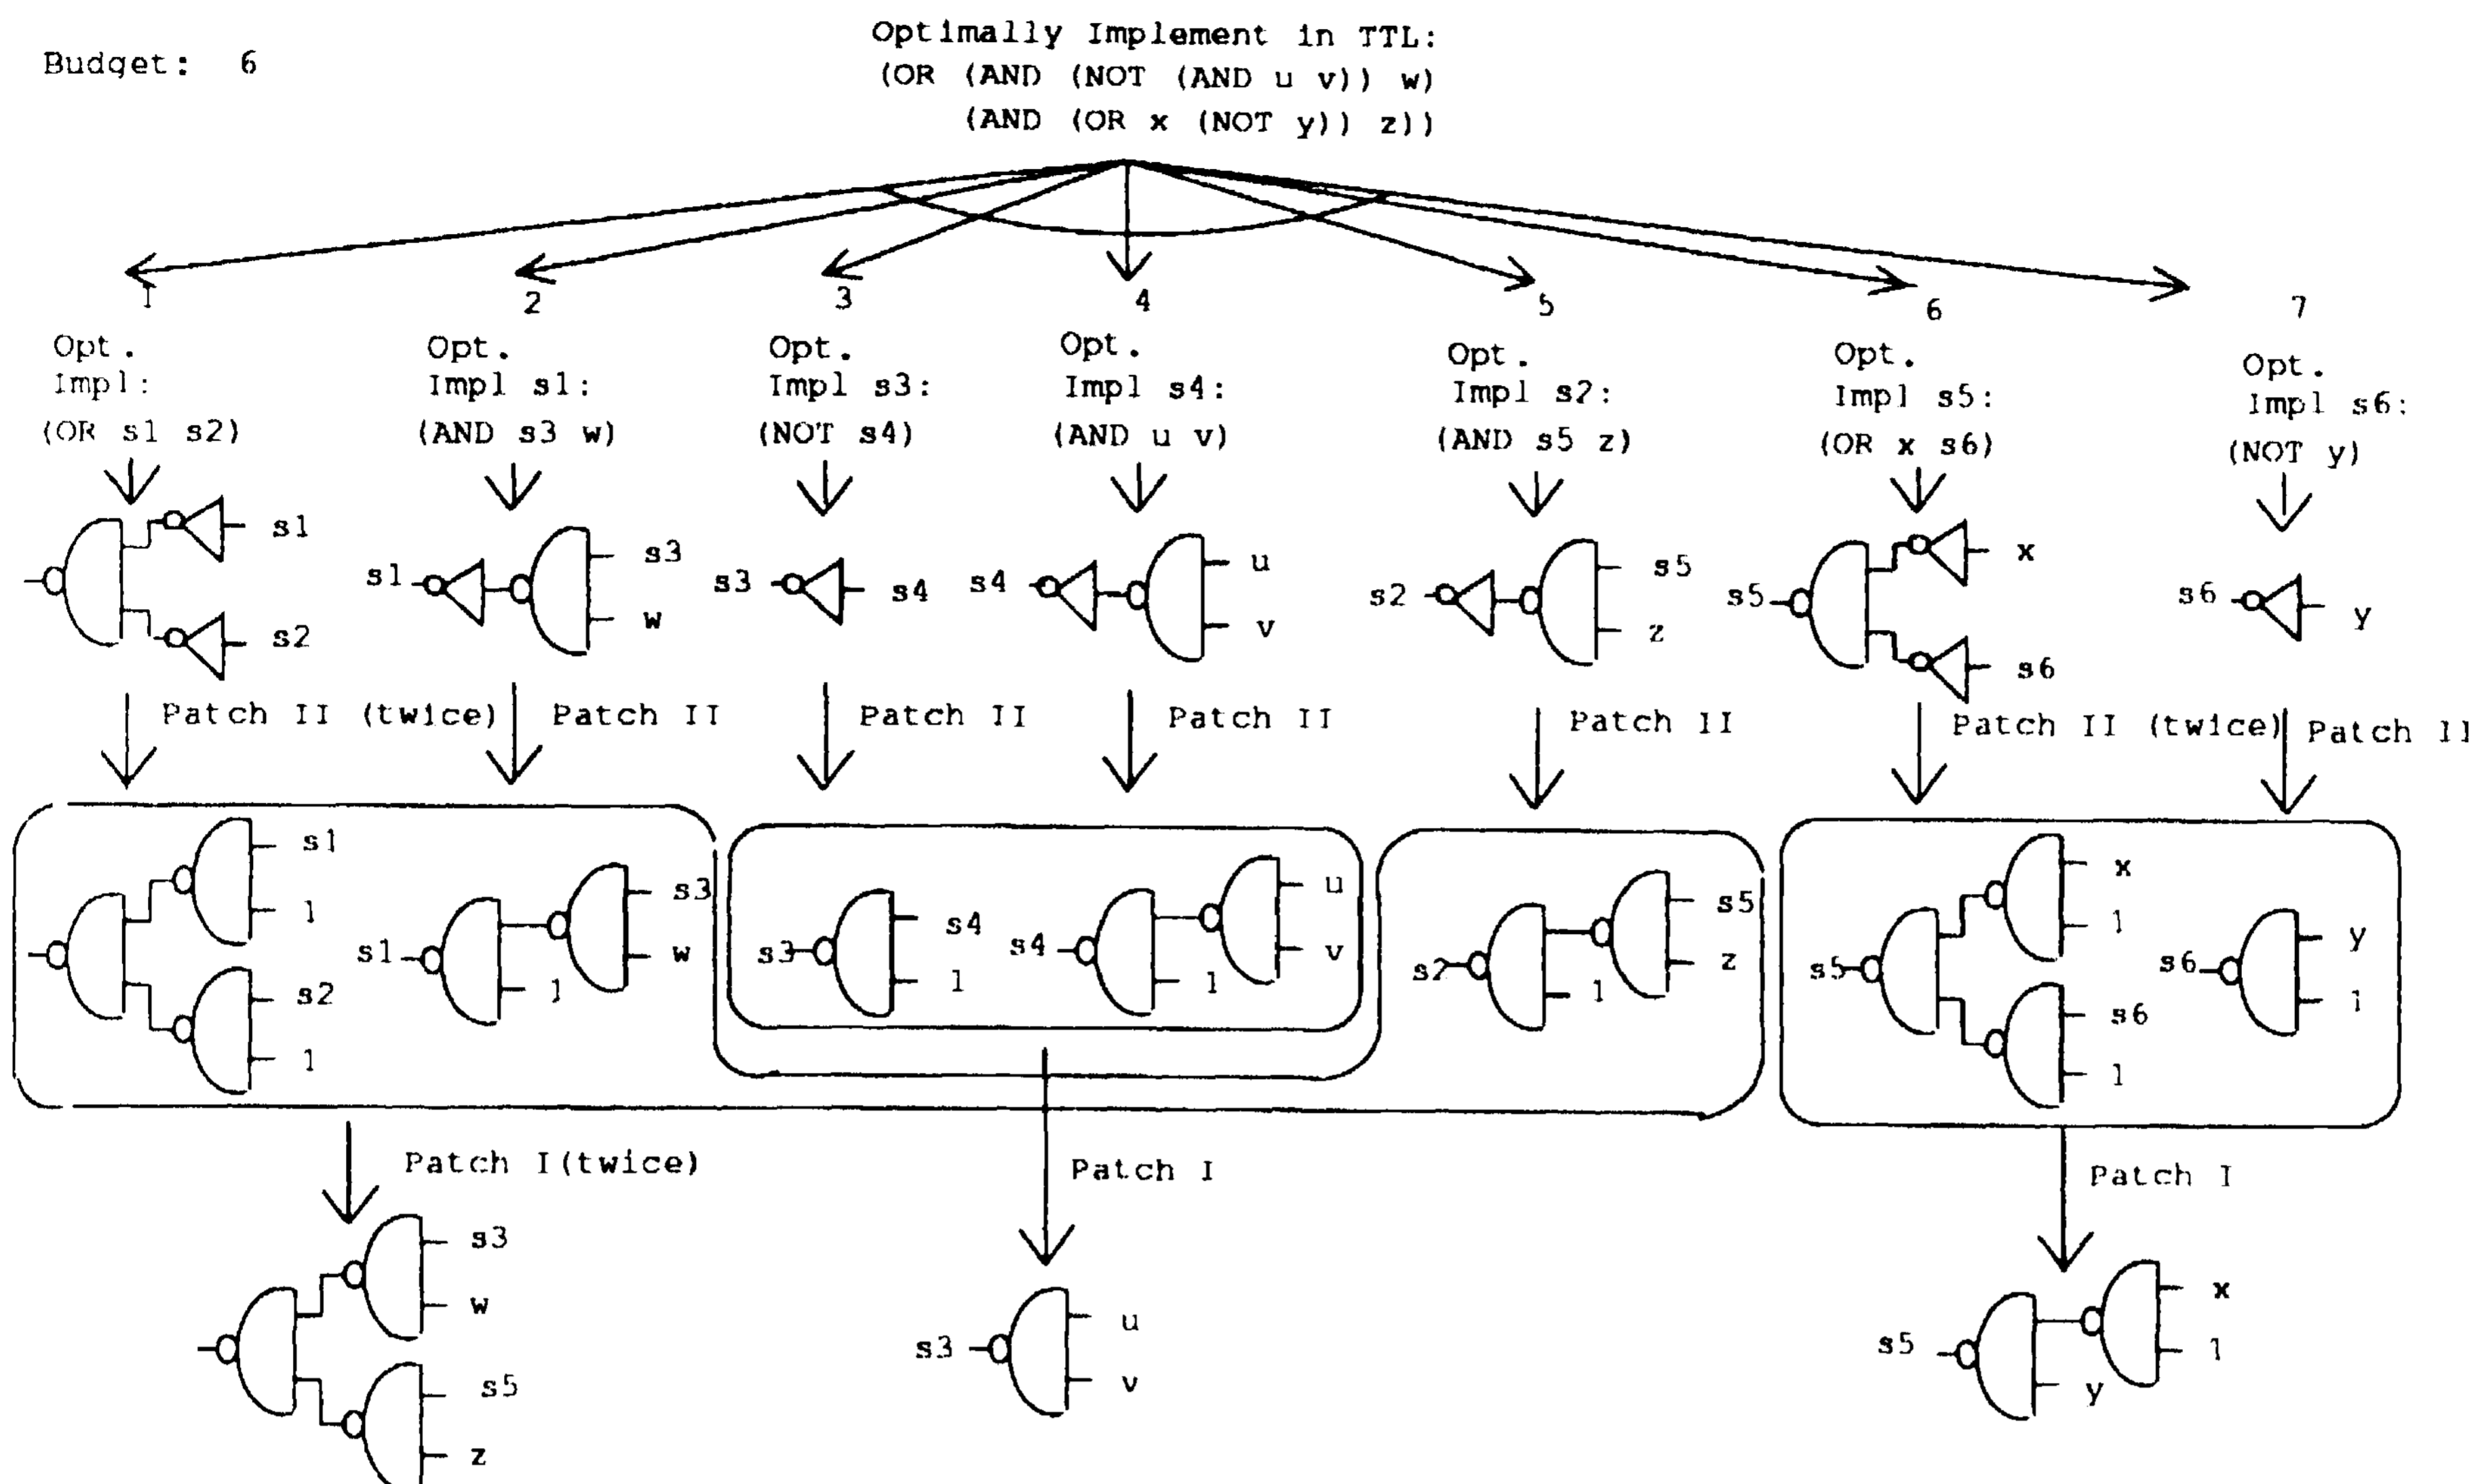 Budget: 6
Optimally Implement in TTL:
(OR (AND (NOT (AND u v)) w)
(AND (OR x (NOT y)) z))
1 2 3 4 5 6 7
Opt. Opt. Opt. Opt. Opt. Opt. Opt.
Impl: Impl s1: Impl s3: Impl s4: Impl s2: Impl s5: Impl s6:
(OR s1 s2) (AND s3 w) (NOT s4) (AND u v) (AND s5 z) (OR x s6) (NOT y)
s1 s3 u s5 x
s1 s3 s4 s4 s2 s5 s6 y
s2 w v z s6
Patch II (twice) Patch II Patch II Patch II Patch II Patch II (twice) Patch II
s1 s3 u s5 x
1 s4 y
s1 w s3 s4 v s2 z s5 1 s6
s2 1 1 1 1 s6 1
1 1
Patch I (twice) Patch I Patch I
s3 x
w u s5 1
s3
s5 v y
z